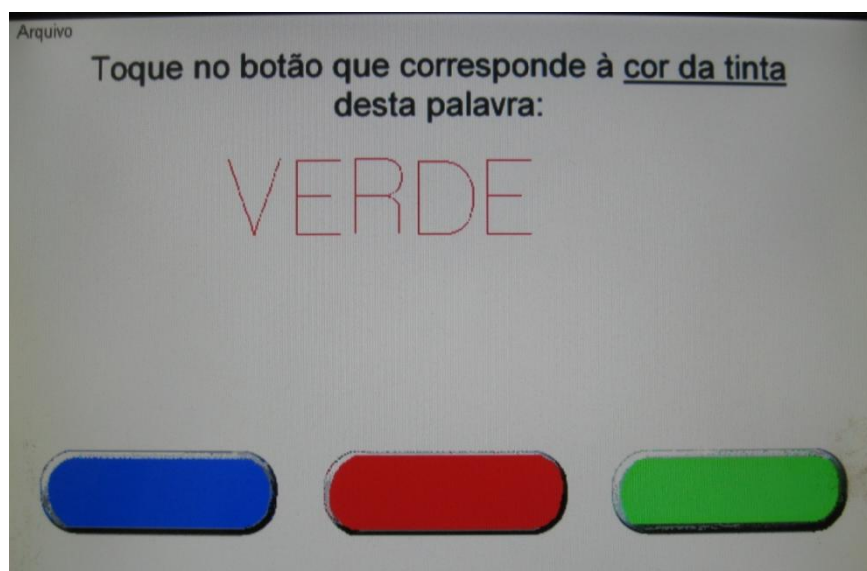 Arquivo
Toque no botão que corresponde à cor da tinta
desta palavra:
VERDE